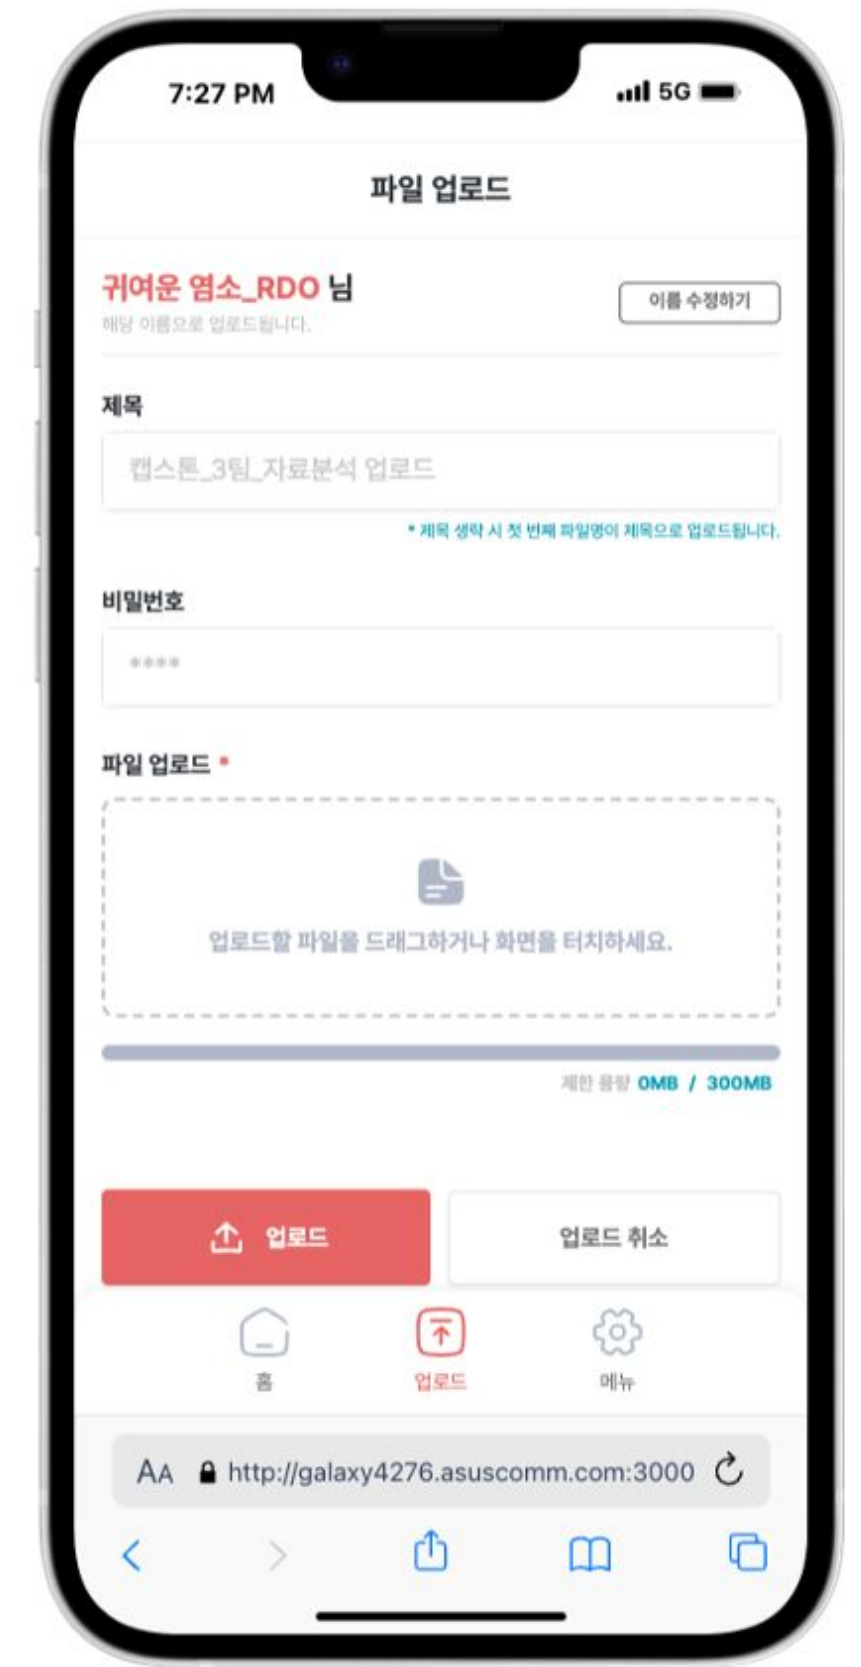 7:27 PM 5G
파일 업로드
귀여운 염소_RDO 님
이름 수정하기
해당 이름으로 업로드됩니다.
제목
캡스톤_3팀_자료분석 업로드
* 제목 생략 시 첫 번째 파일명이 제목으로 업로드됩니다.
비밀번호
****
파일 업로드 *
업로드할 파일을 드래그하거나 화면을 터치하세요.
제한 용량 0MB / 300MB
업로드 업로드 취소
홈 업로드 메뉴
AA http://galaxy4276.asuscomm.com:3000